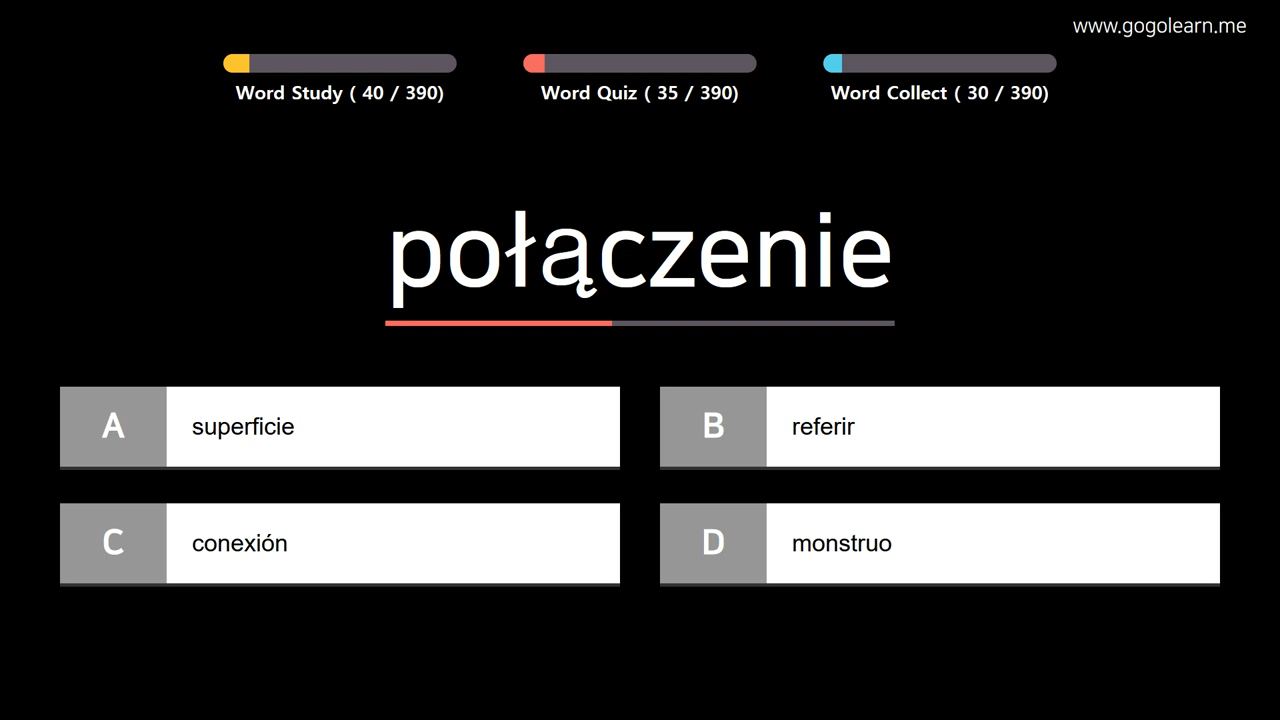 www.gogolearn.me
Word Study ( 40 / 390)
Word Quiz ( 35 / 390)
Word Collect ( 30 / 390)
połączenie
A superficie
B referir
C conexión
D monstruo